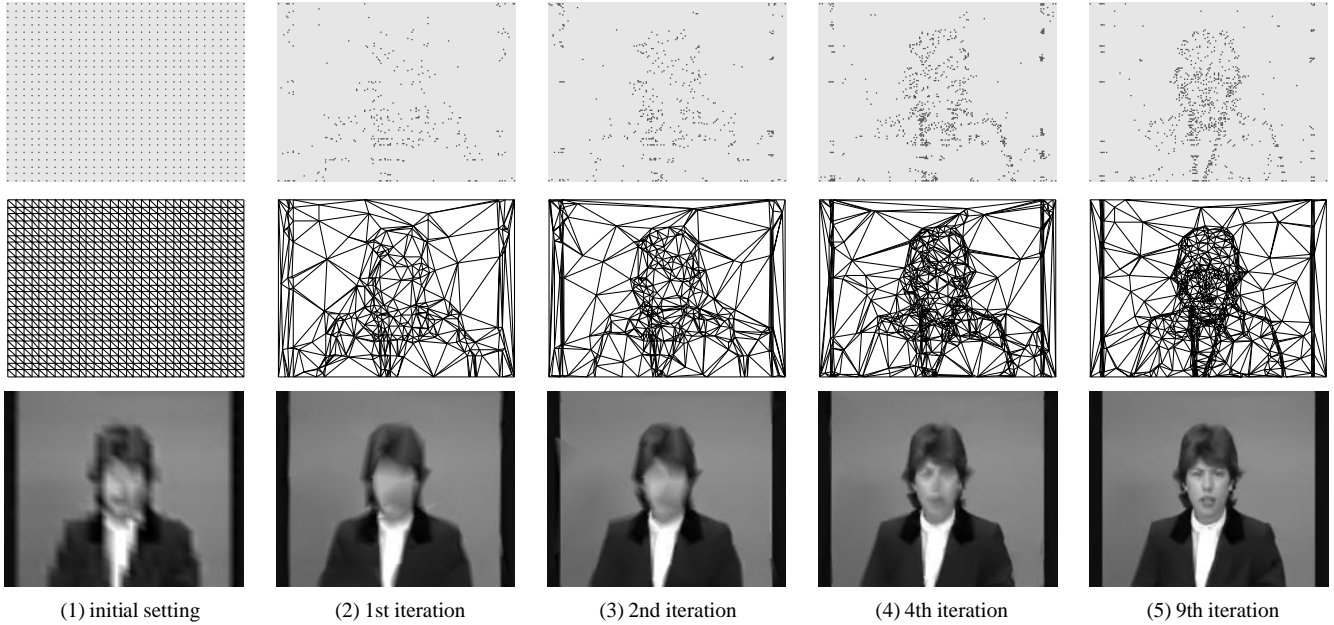 (1) initial setting
(2) 1st iteration
(3) 2nd iteration
(4) 4th iteration
(5) 9th iteration